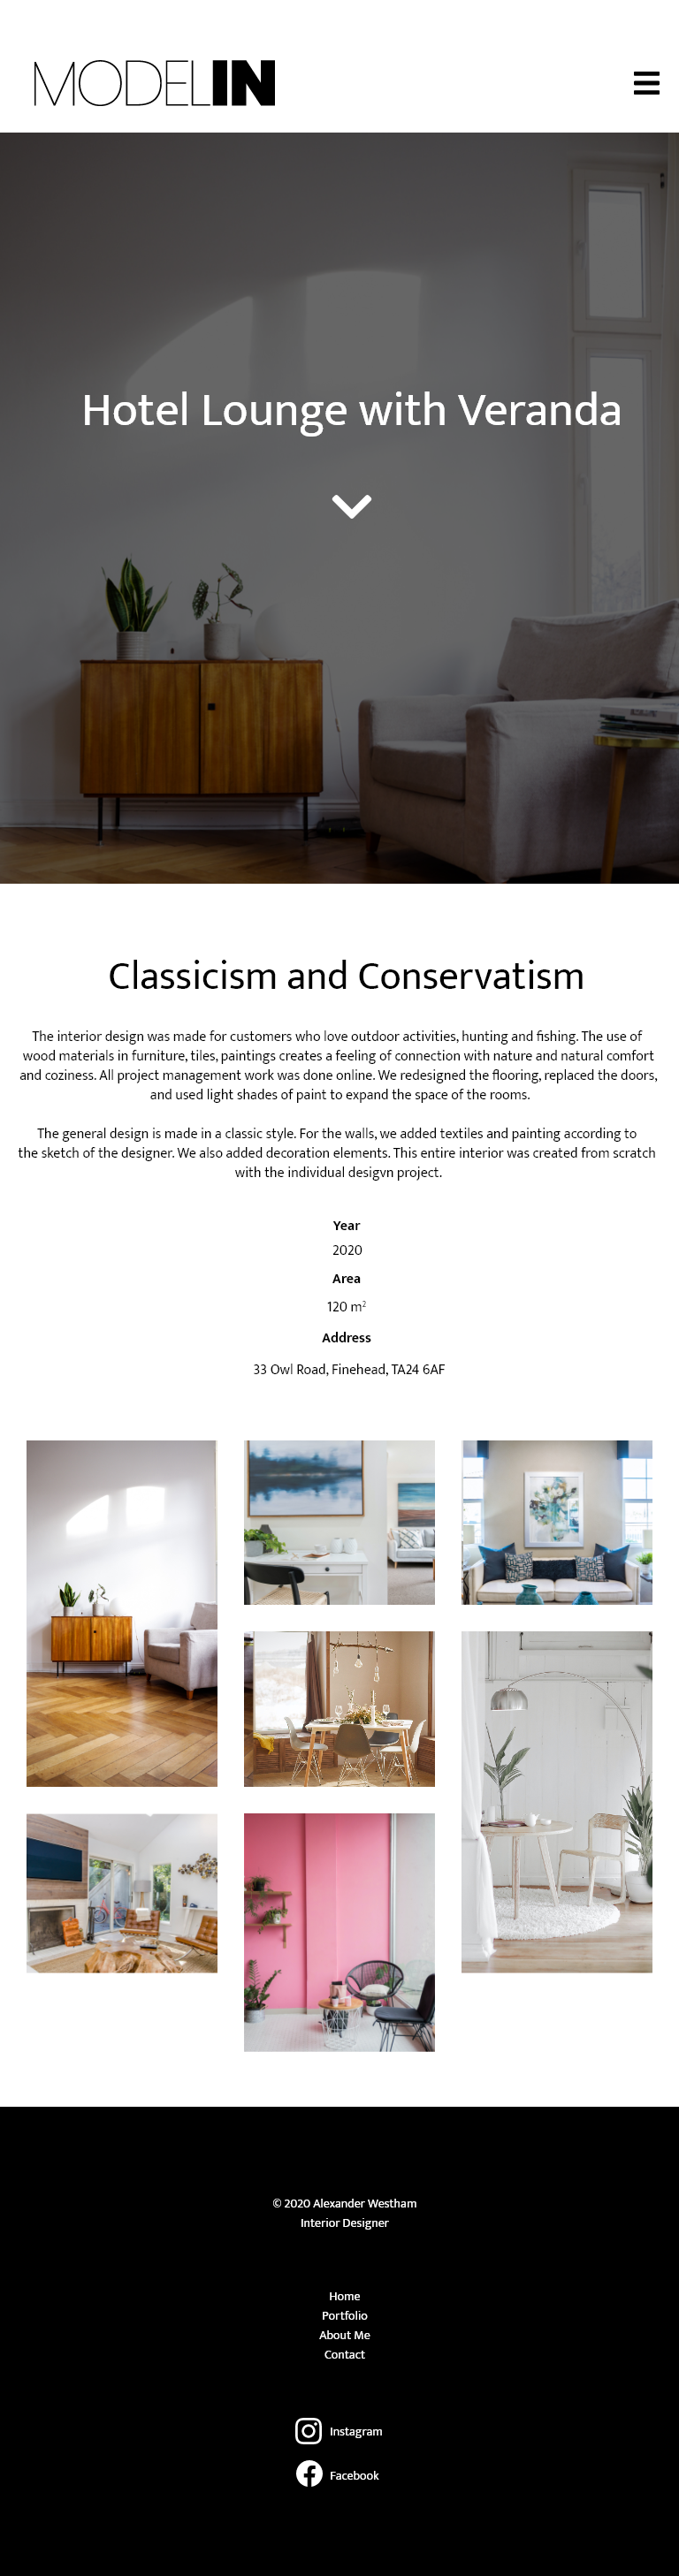 MODELIN
Hotel Lounge with Veranda
Classicism and Conservatism
The interior design was made for customers who love outdoor activities, hunting and fishing. The use of
wood materials in furniture, tiles, paintings creates a feeling of connection with nature and natural comfort
and coziness. All project management work was done online. We redesigned the flooring, replaced the doors,
and used light shades of paint to expand the space of the rooms.
The general design is made in a classic style. For the walls, we added textiles and painting according to
the sketch of the designer. We also added decoration elements. This entire interior was created from scratch
with the individual desigvn project.
Year
2020
Area
120 m²
Address
33 Owl Road, Finehead, TA24 6AF
© 2020 Alexander Westham
Interior Designer
Home
Portfolio
About Me
Contact
Instagram
Facebook